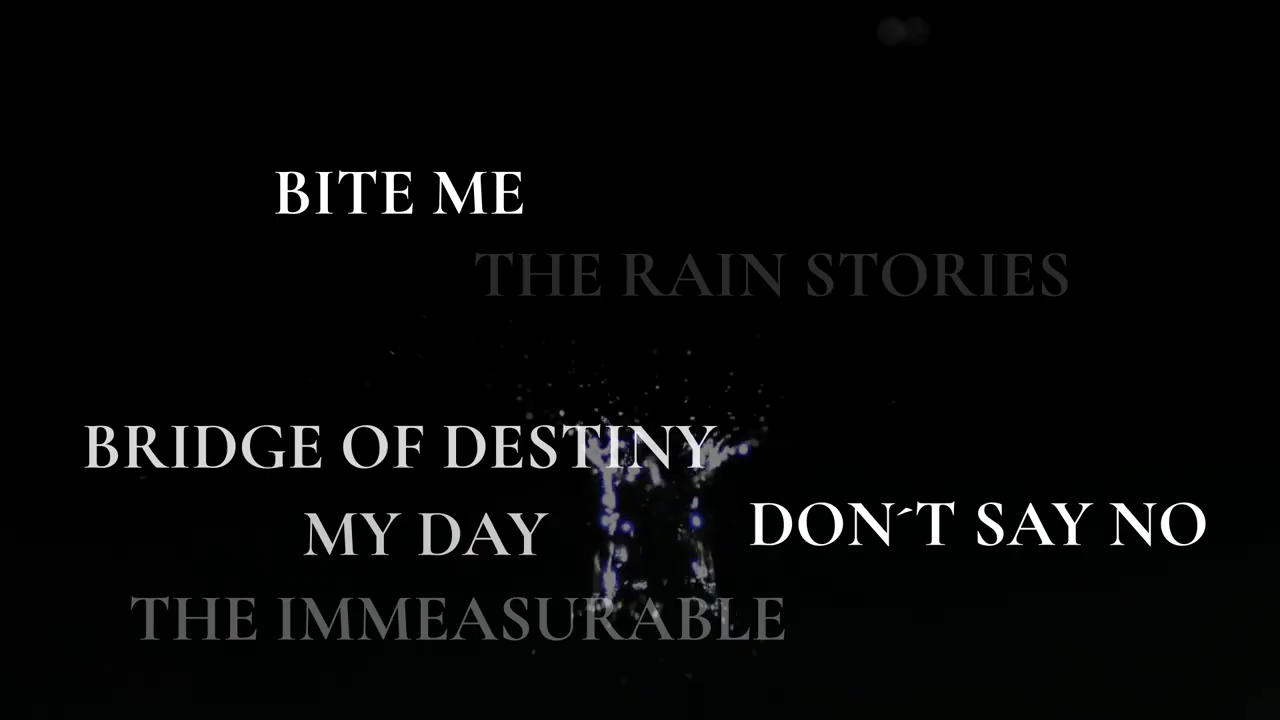 BITE ME
THE RAIN STORIES
BRIDGE OF DESTINY
MY DAY
DON´T SAY NO
THE IMMEASURABLE